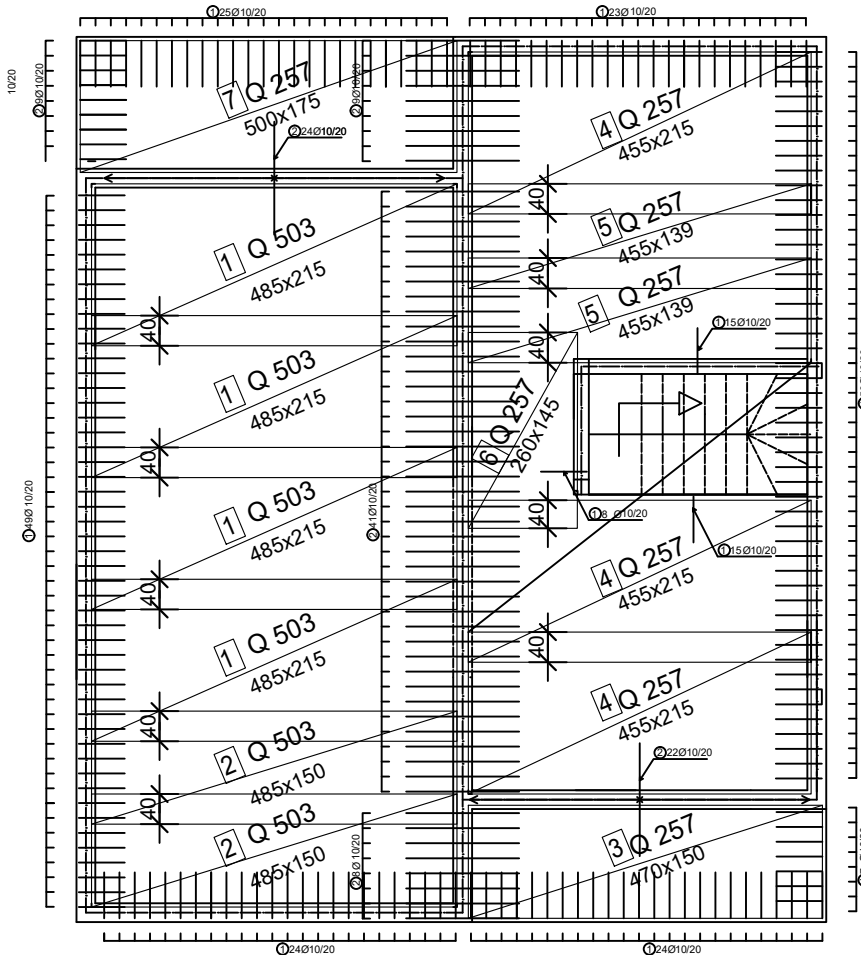 ①25Ø10/20
①23Ø10/20
10/20
②9Ø10/20
②9Ø10/20
7 Q 257
500x175
②24Ø10/20
4 Q 257
455x215
40
5 Q 257
455x139
40
5 Q 257
455x139
40
①15Ø10/20
1 Q 503
485x215
40
1 Q 503
485x215
40
6 Q 257
260x145
①8 Ø10/20
40
①15Ø10/20
①49Ø10/20
②41Ø10/20
1 Q 503
485x215
40
4 Q 257
455x215
40
1 Q 503
485x215
40
4 Q 257
455x215
②22Ø10/20
2 Q 503
485x150
40
2 Q 503
485x150
②8Ø10/20
3 Q 257
470x150
①24Ø10/20
①24Ø10/20